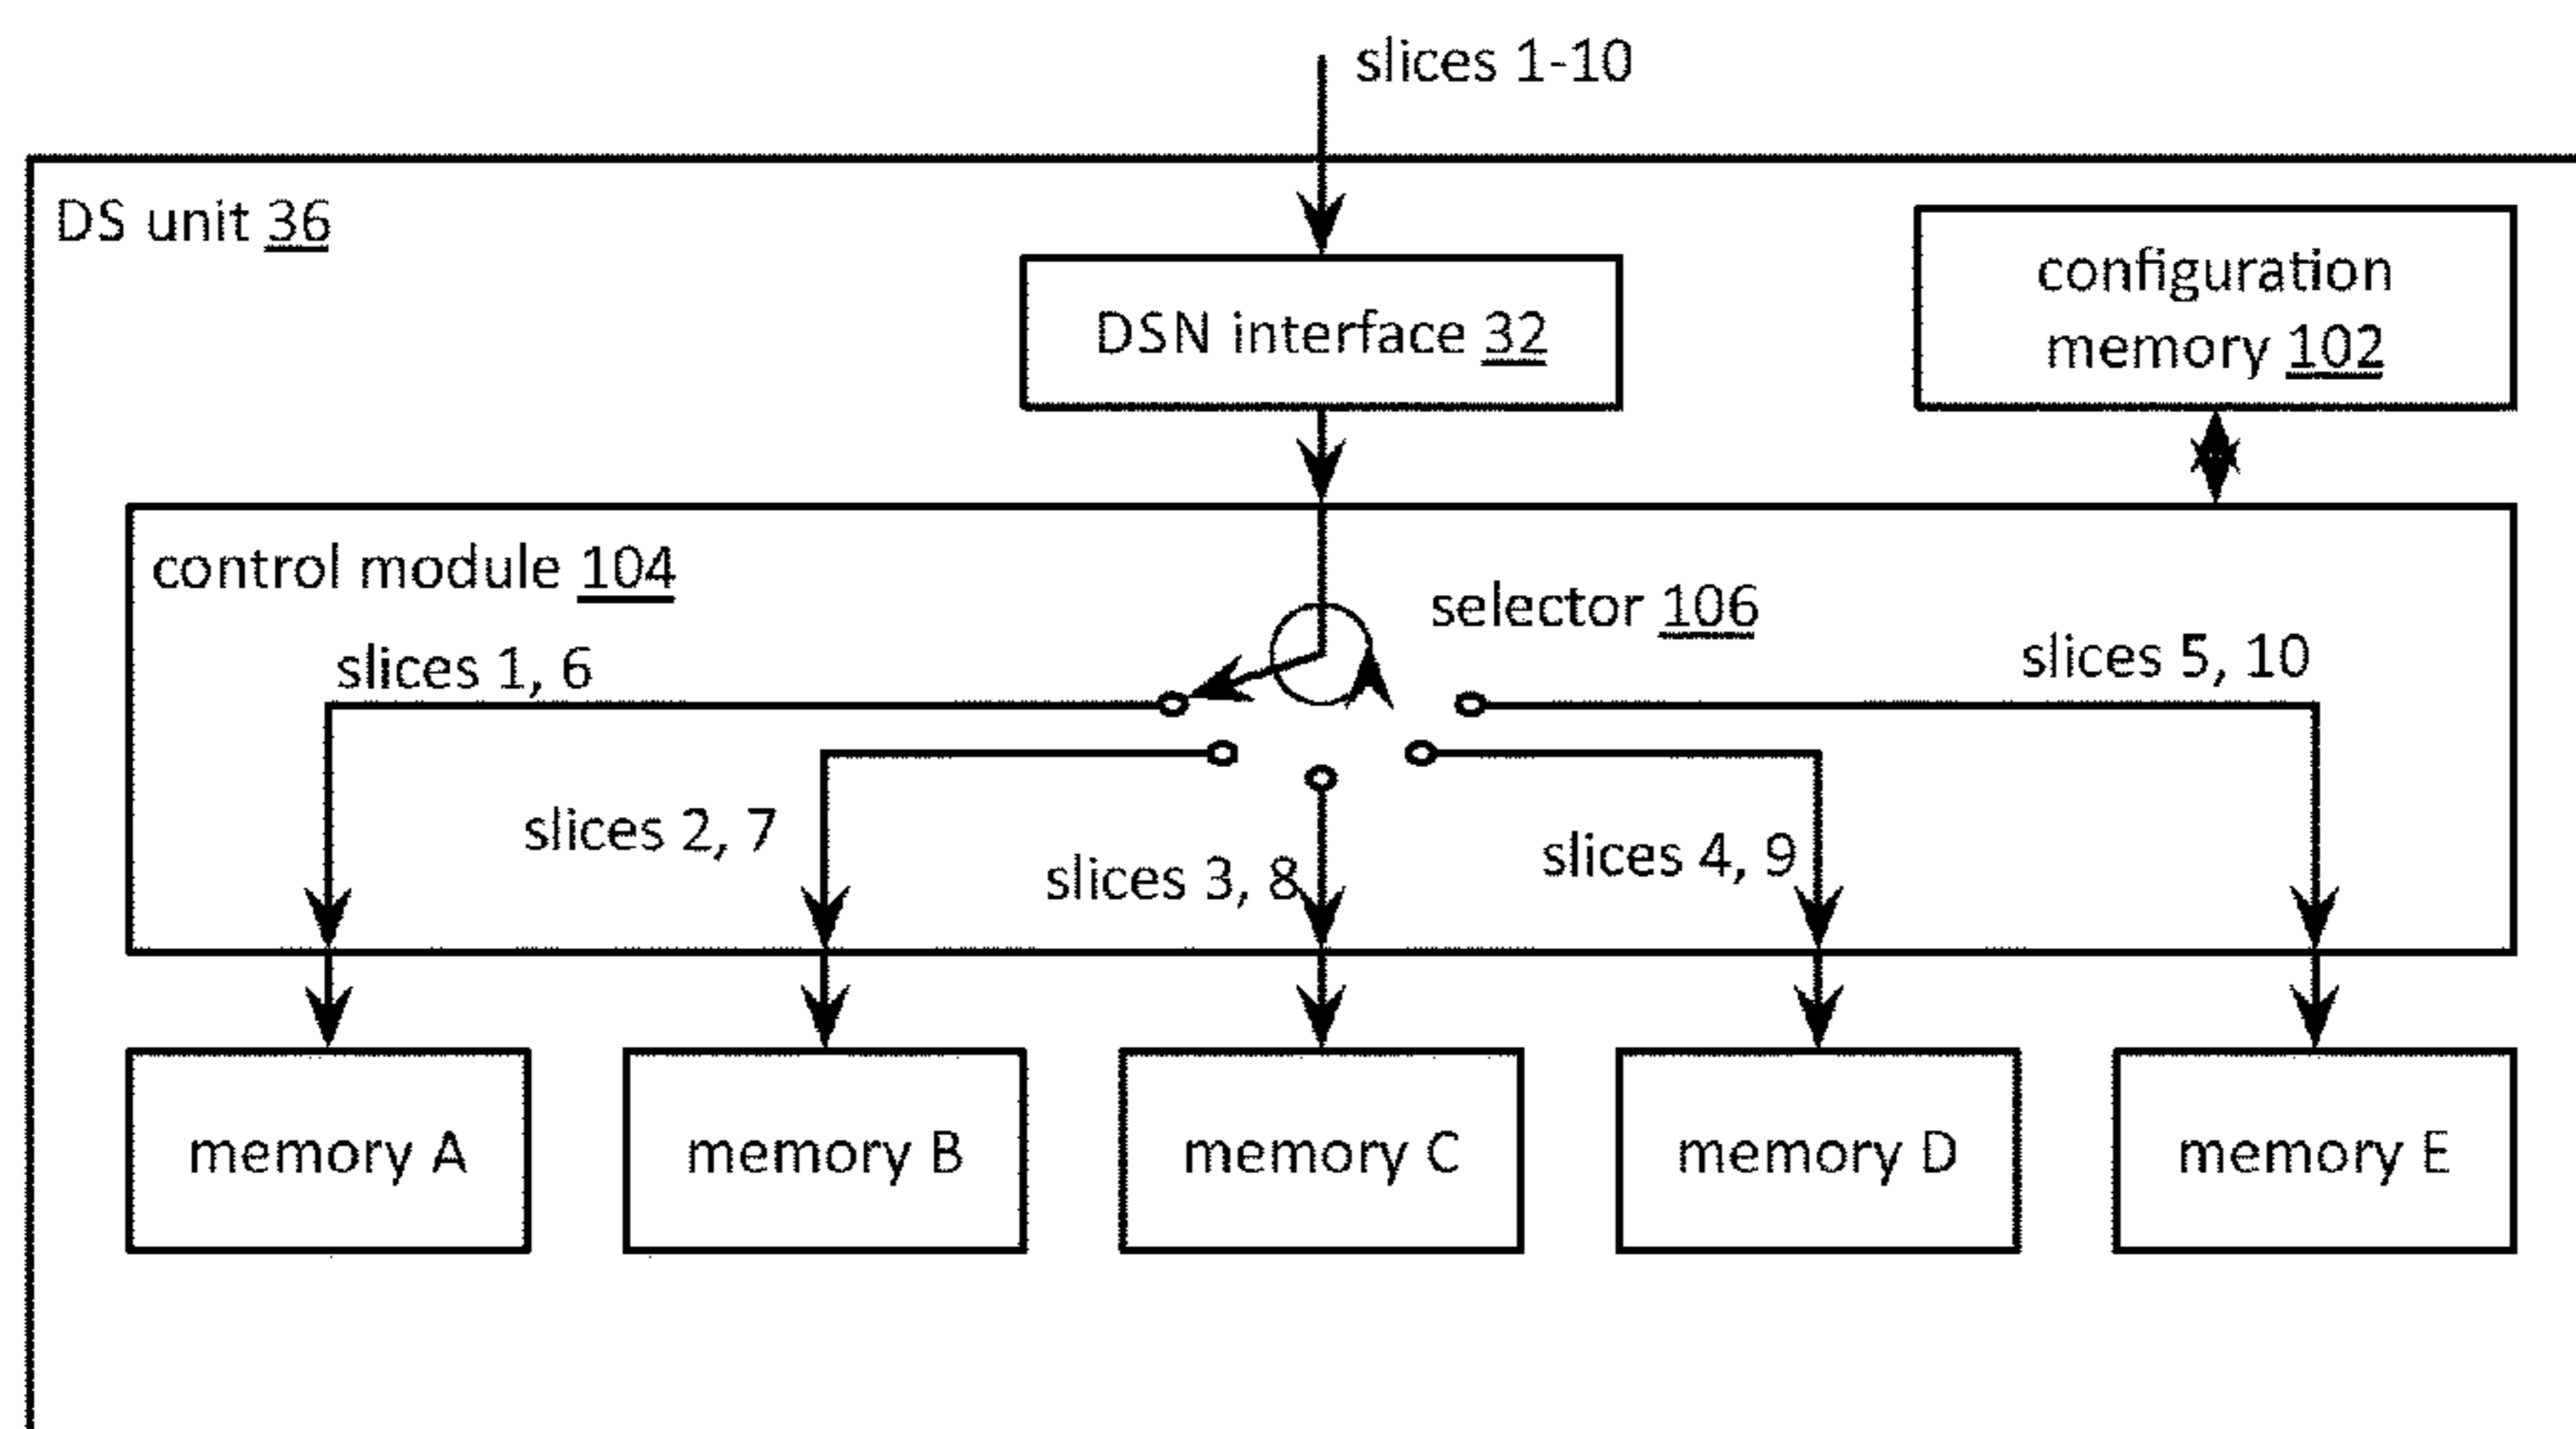 slices 1-10
DS unit 36
DSN interface 32
configuration
memory 102
control module 104
selector 106
slices 1, 6
slices 5, 10
slices 2, 7
slices 3, 8
slices 4, 9
memory A
memory B
memory C
memory D
memory E